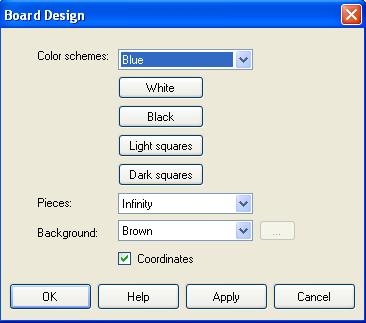 Board Design
Color schemes: Blue
White
Black
Light squares
Dark squares
Pieces: Infinity
Background: Brown ...
Coordinates
OK Help Apply Cancel